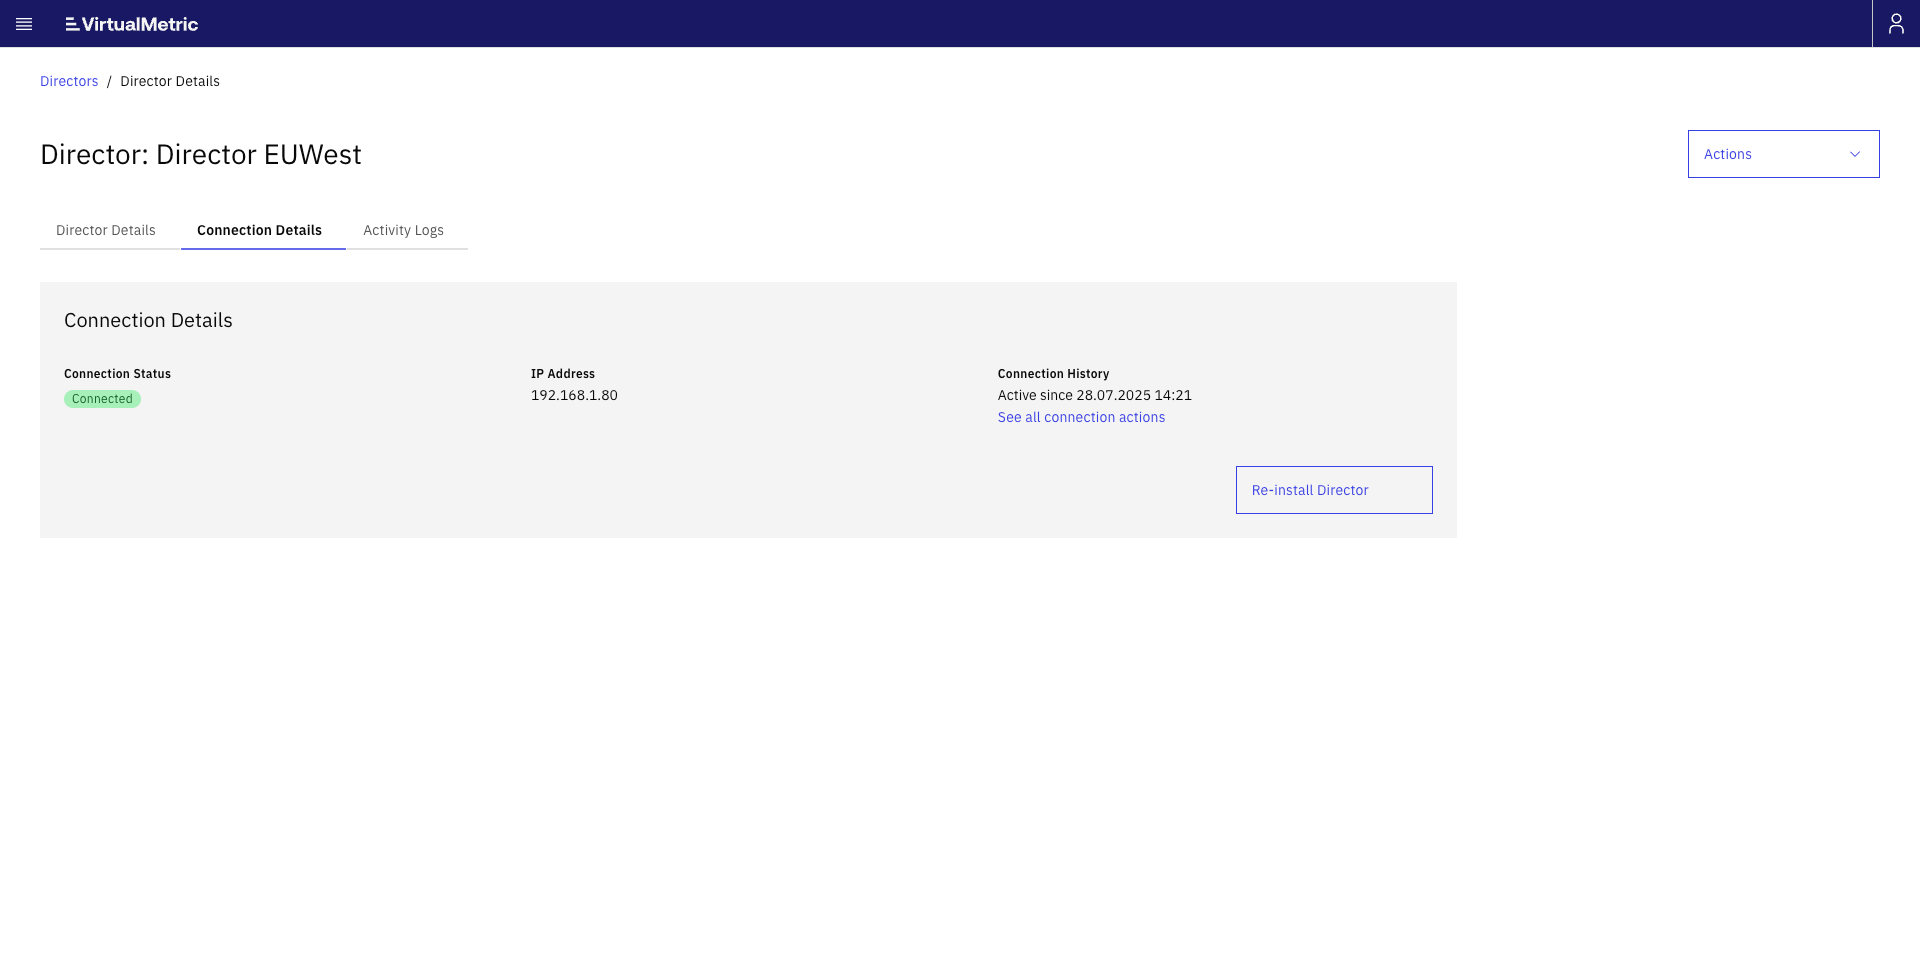 VirtualMetric
Directors / Director Details
Director: Director EUWest
Actions
Director Details
Connection Details
Activity Logs
Connection Details
Connection Status
Connected
IP Address
192.168.1.80
Connection History
Active since 28.07.2025 14:21
See all connection actions
Re-install Director